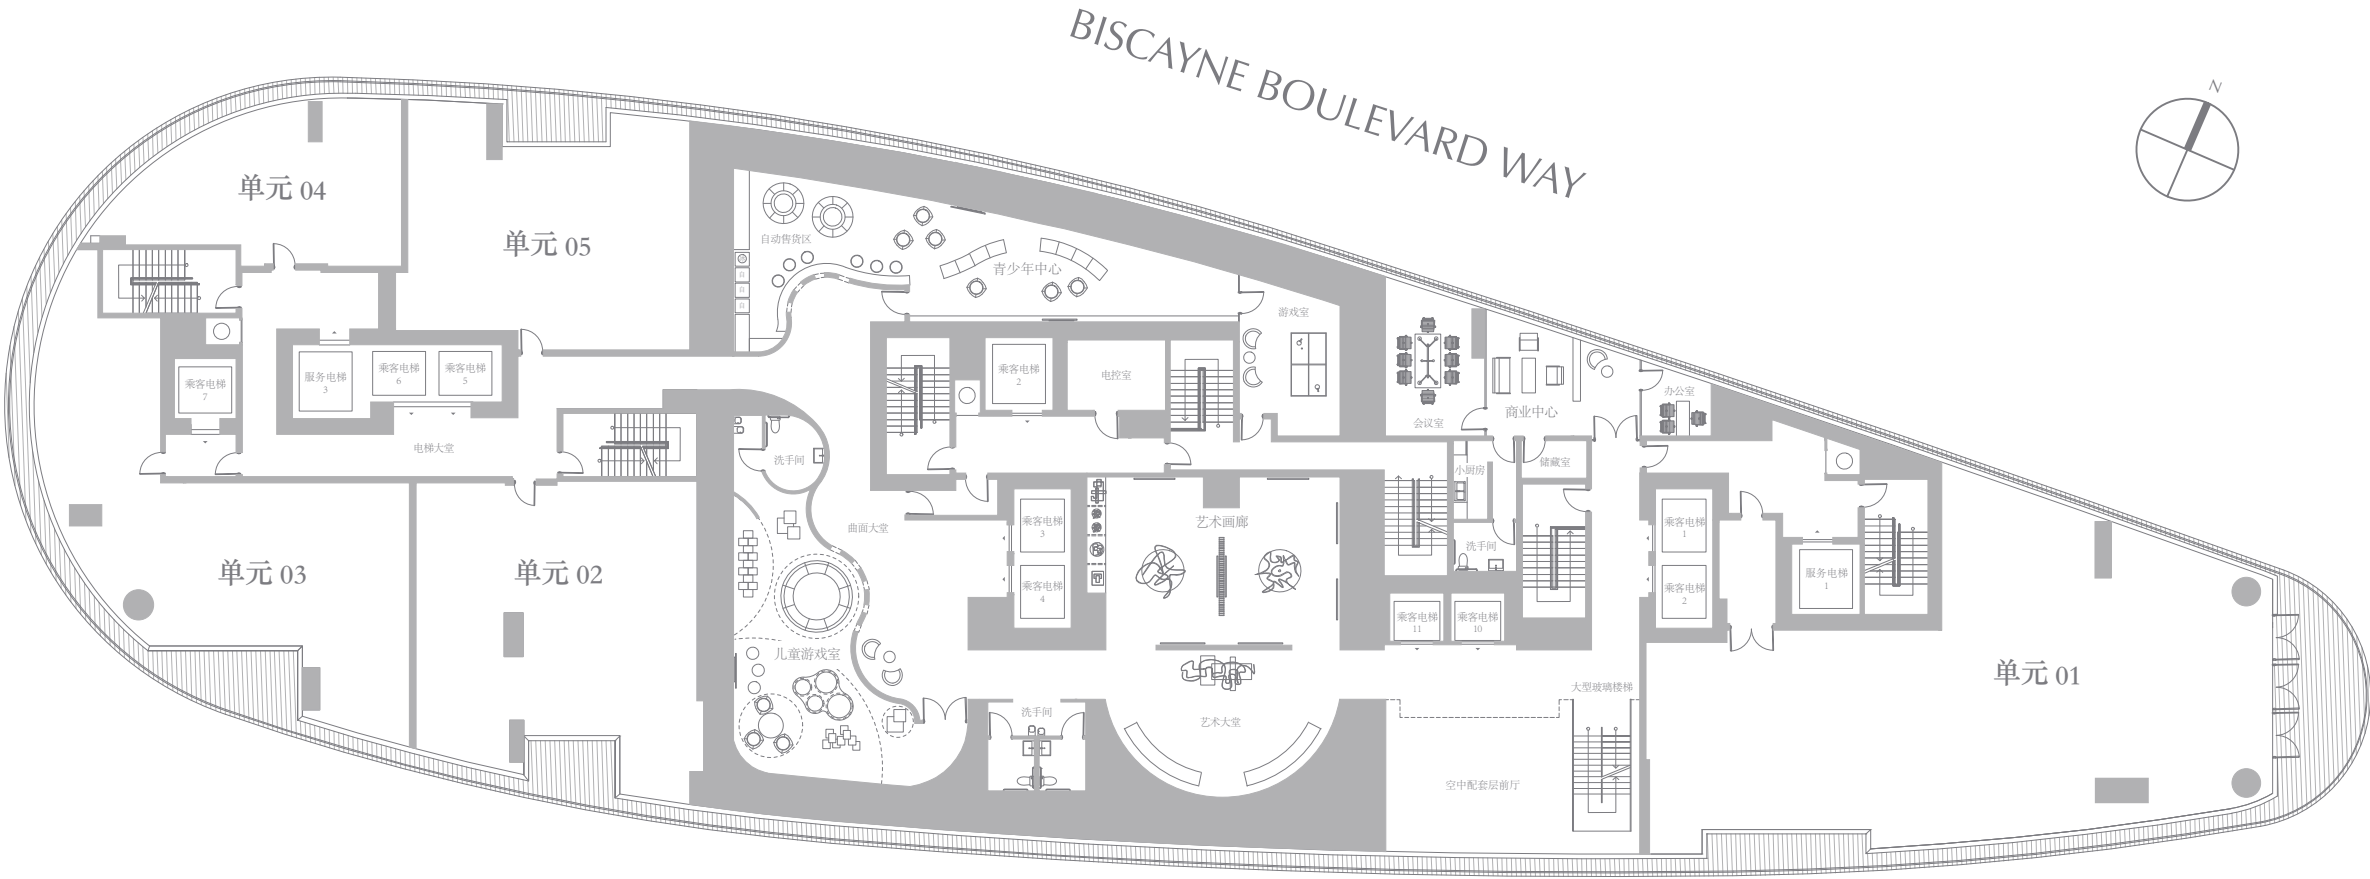 BISCAYNE BOULEVARD WAY
N
单元 04
单元 05
自动售货区
青少年中心
游戏室
服务电梯
3
乘客电梯
6
乘客电梯
5
乘客电梯
7
乘客电梯
2
电控室
会议室
商业中心
办公室
电梯大堂
洗手间
小厨房
储藏室
曲面大堂
乘客电梯
3
艺术画廊
乘客电梯
1
洗手间
单元 03
单元 02
乘客电梯
4
服务电梯
1
乘客电梯
2
乘客电梯
11
乘客电梯
10
儿童游戏室
单元 01
大型玻璃楼梯
洗手间
艺术大堂
空中配套层前厅